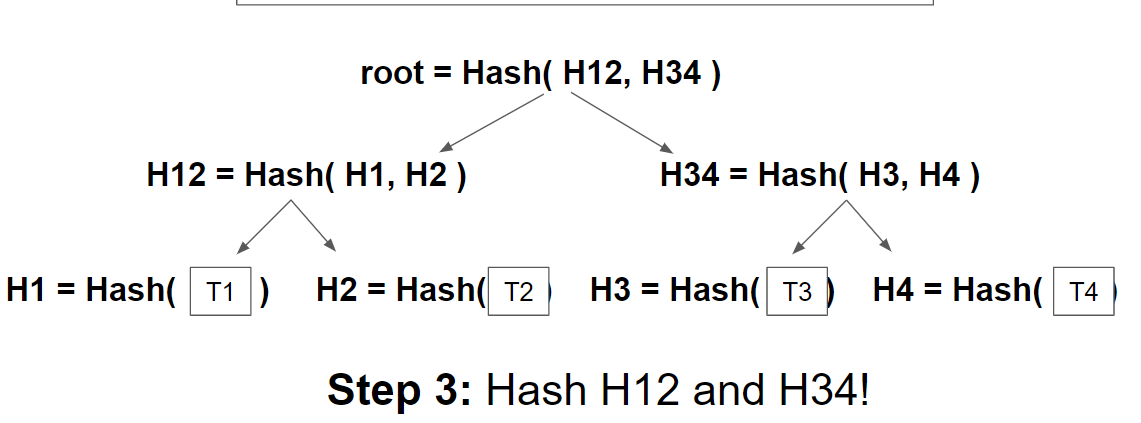 root = Hash( H12, H34 )
H12 = Hash( H1, H2 ) H34 = Hash( H3, H4 )
H1 = Hash( T1 ) H2 = Hash( T2 ) H3 = Hash( T3 ) H4 = Hash( T4 )
Step 3: Hash H12 and H34!